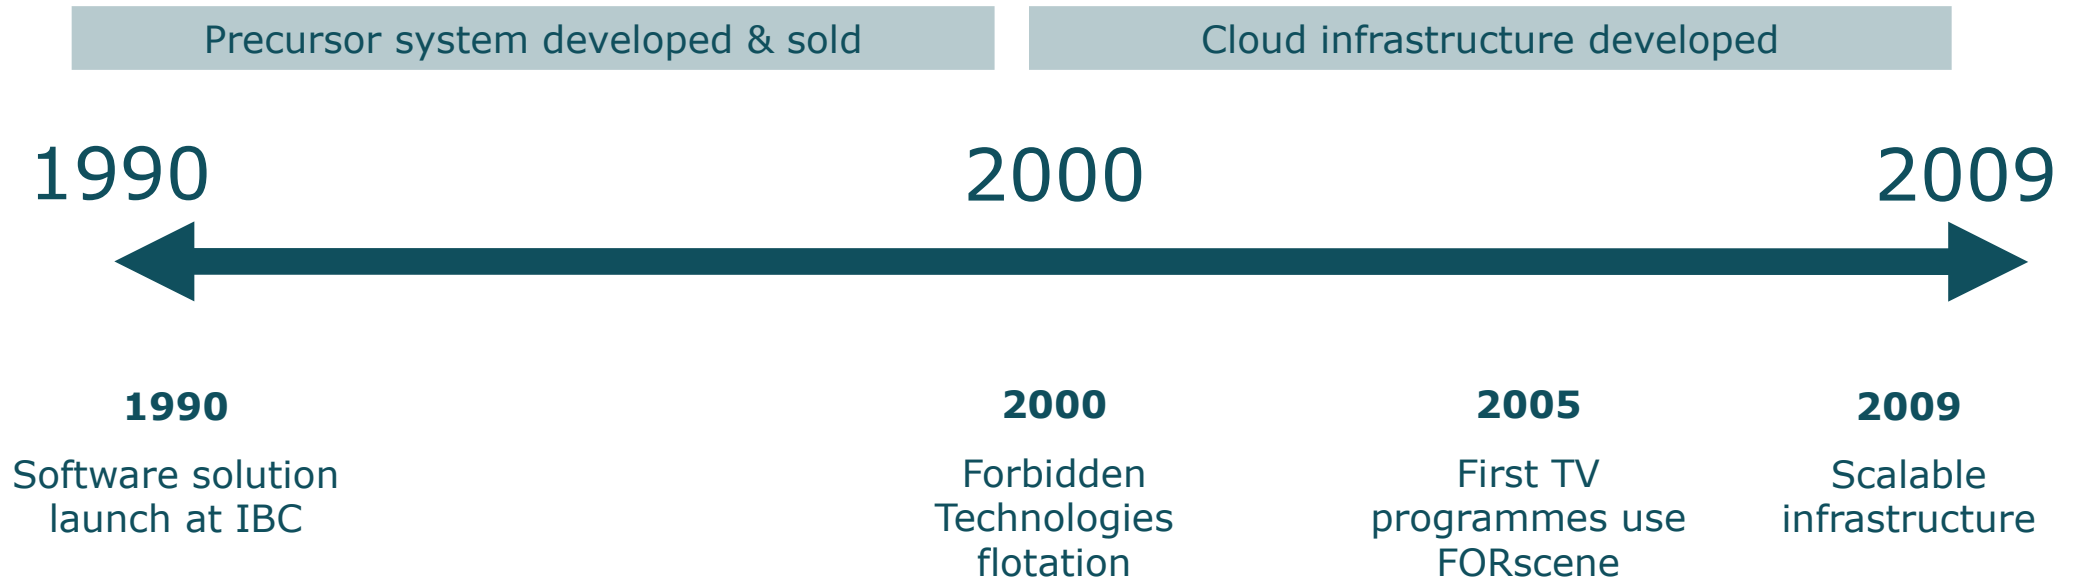 Precursor system developed & sold
Cloud infrastructure developed
1990
2000
2009
1990
Software solution
launch at IBC
2000
Forbidden
Technologies
flotation
2005
First TV
programmes use
FORscene
2009
Scalable
infrastructure